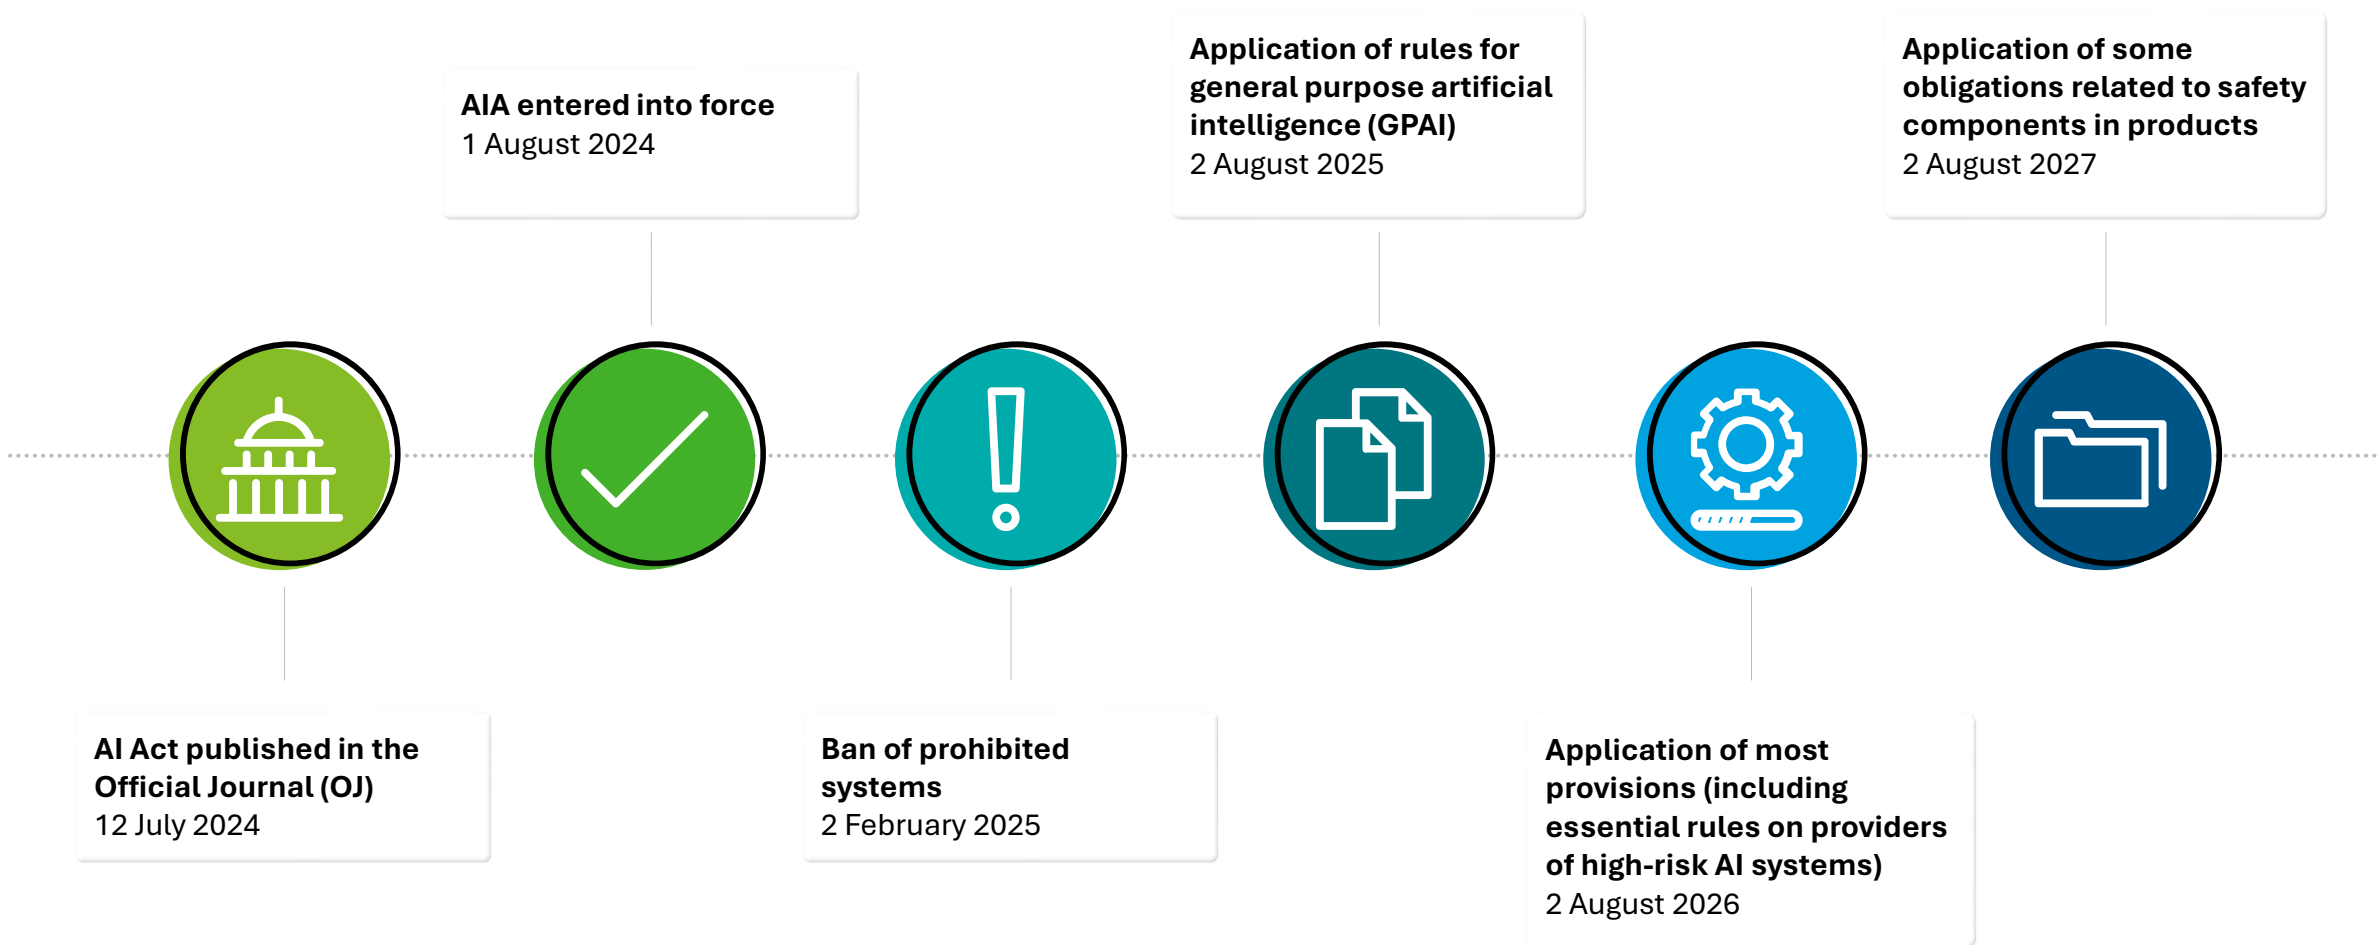 AI Act published in the
Official Journal (OJ)
12 July 2024
AIA entered into force
1 August 2024
Ban of prohibited
systems
2 February 2025
Application of rules for
general purpose artificial
intelligence (GPAI)
2 August 2025
Application of most
provisions (including
essential rules on providers
of high-risk AI systems)
2 August 2026
Application of some
obligations related to safety
components in products
2 August 2027